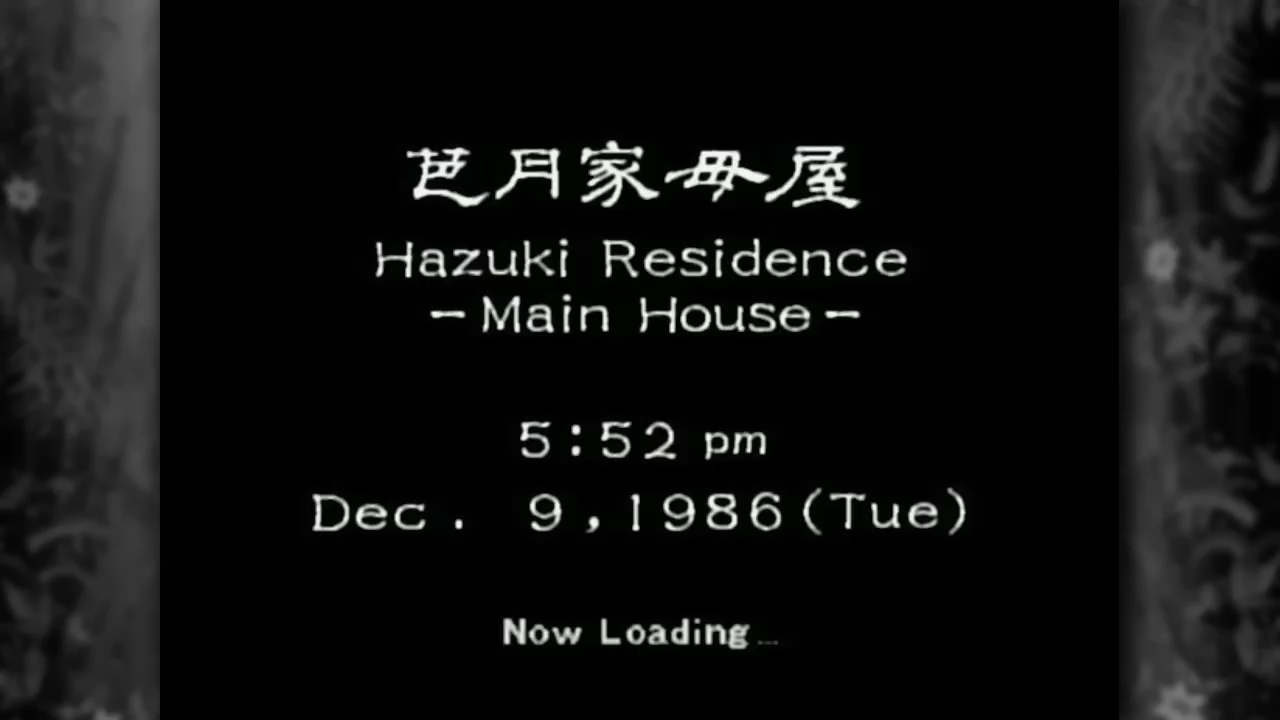 芭月家母屋
Hazuki Residence
-Main House-
5:52 pm
Dec. 9,1986(Tue)
Now Loading...